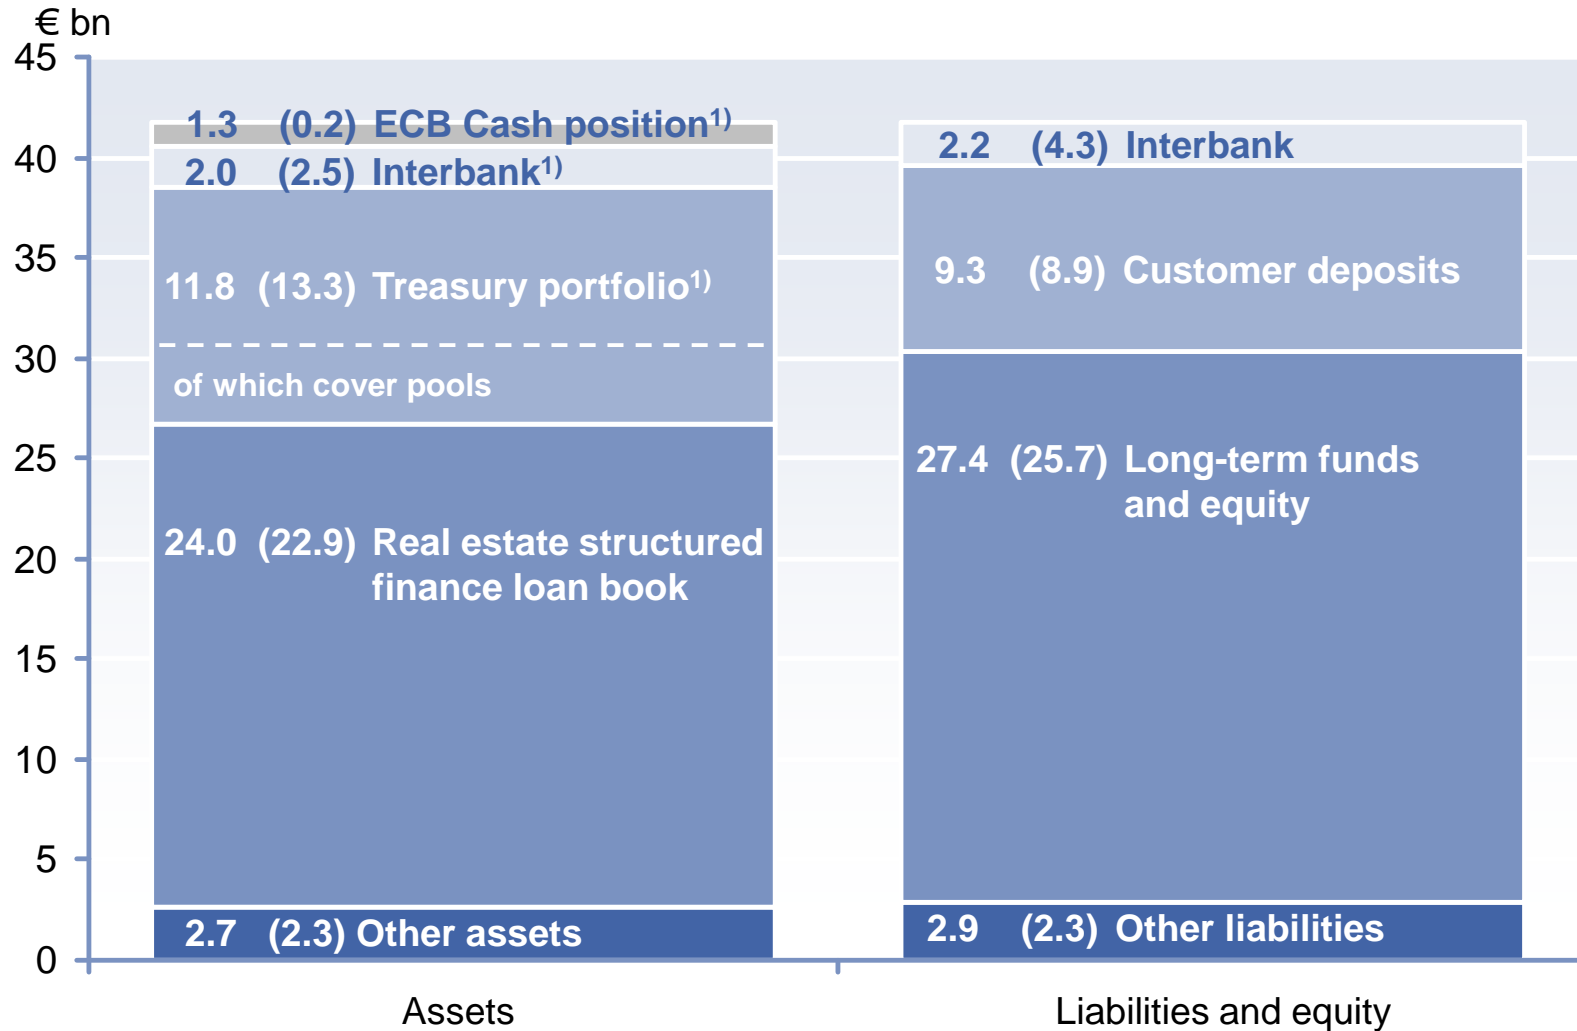 € bn
45
40
35
30
25
20
15
10
5
0
1.3 (0.2) ECB Cash position1)
2.0 (2.5) Interbank1)
11.8 (13.3) Treasury portfolio1)
of which cover pools
24.0 (22.9) Real estate structured
finance loan book
2.7 (2.3) Other assets
2.2 (4.3) Interbank
9.3 (8.9) Customer deposits
27.4 (25.7) Long-term funds
and equity
2.9 (2.3) Other liabilities
Assets
Liabilities and equity